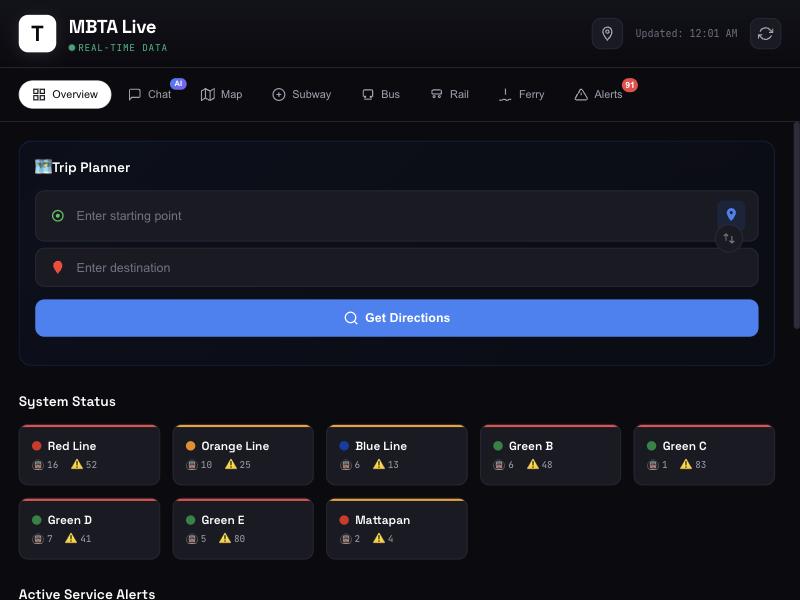 T
MBTA Live
REAL-TIME DATA
Updated: 12:01 AM
Overview
Chat
AI
Map
Subway
Bus
Rail
Ferry
Alerts
91
Trip Planner
Enter starting point
Enter destination
Get Directions
System Status
Red Line
16 52
Orange Line
10 25
Blue Line
6 13
Green B
6 48
Green C
1 83
Green D
7 41
Green E
5 80
Mattapan
2 4
Active Service Alerts